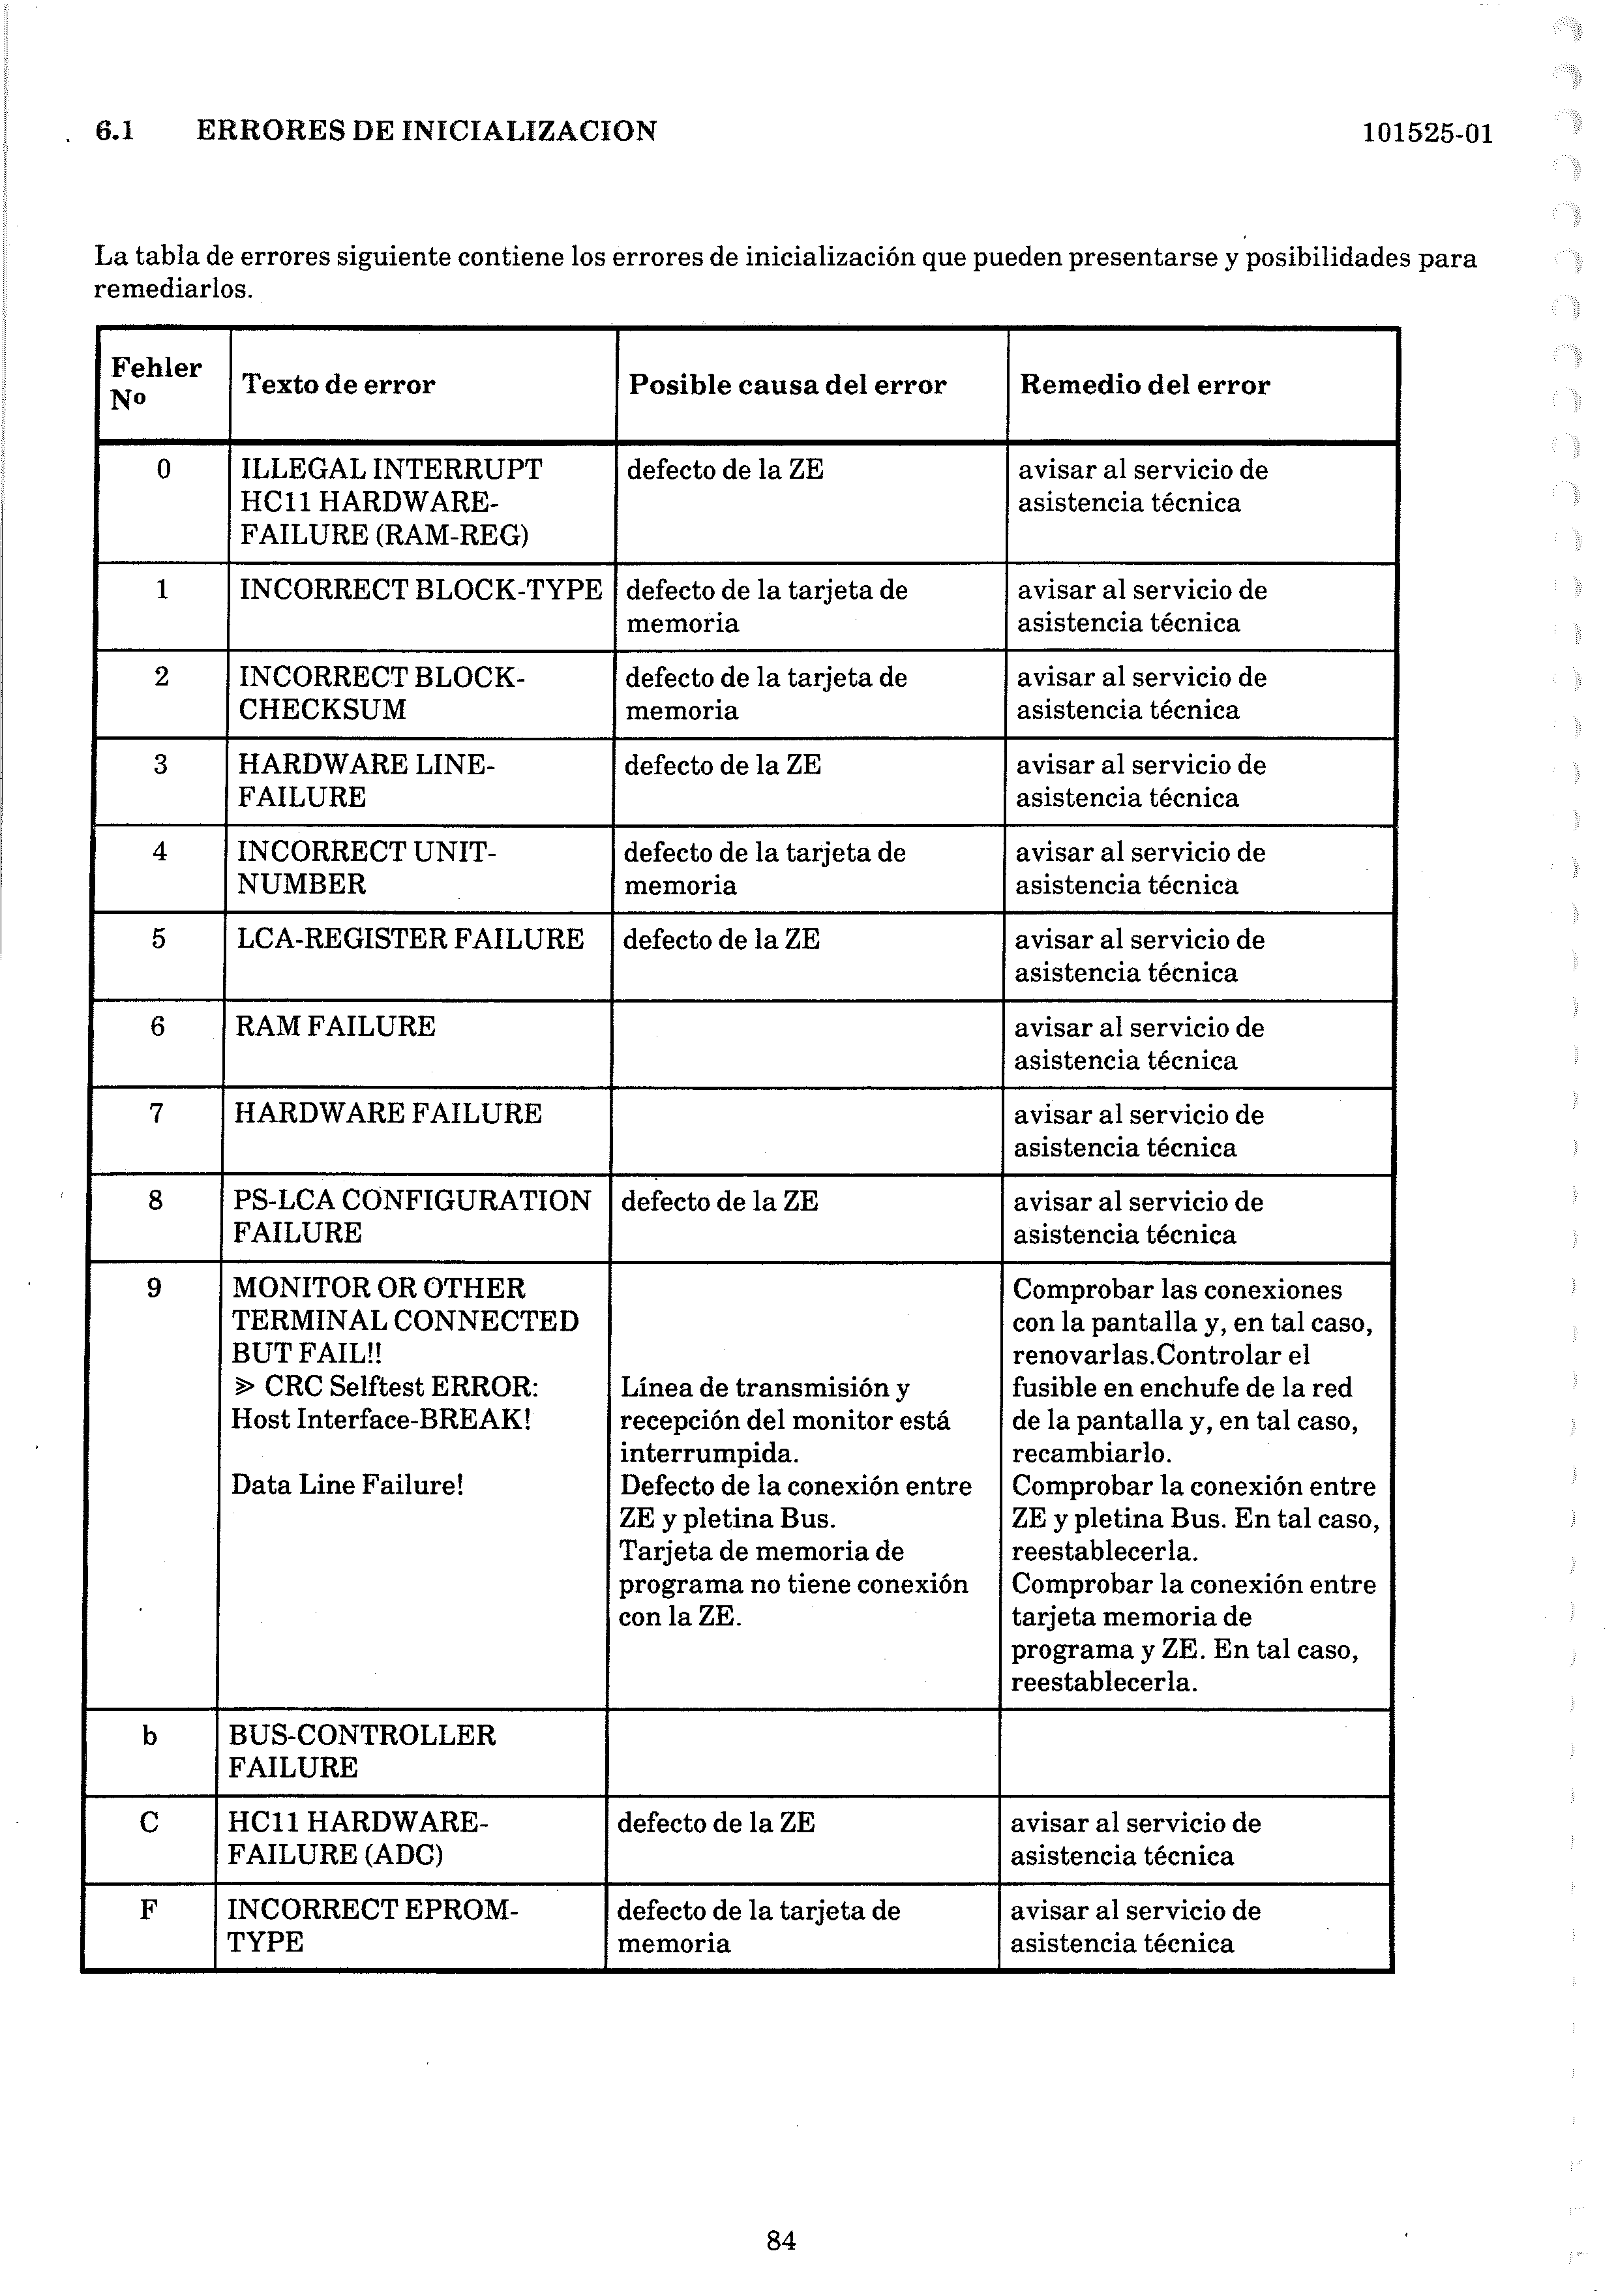 6.1 ERRORES DE INICIALIZACION 101525-01
La tabla de errores siguiente contiene los errores de inicialización que pueden presentarse y posibilidades para
remediarlos.
Fehler
Nº
Texto de error
Posible causa del error
Remedio del error
0
ILLEGAL INTERRUPT
HC11 HARDWARE-
FAILURE (RAM-REG)
defecto de la ZE
avisar al servicio de
asistencia técnica
1
INCORRECT BLOCK-TYPE
defecto de la tarjeta de
memoria
avisar al servicio de
asistencia técnica
2
INCORRECT BLOCK-
CHECKSUM
defecto de la tarjeta de
memoria
avisar al servicio de
asistencia técnica
3
HARDWARE LINE-
FAILURE
defecto de la ZE
avisar al servicio de
asistencia técnica
4
INCORRECT UNIT-
NUMBER
defecto de la tarjeta de
memoria
avisar al servicio de
asistencia técnica
5
LCA-REGISTER FAILURE
defecto de la ZE
avisar al servicio de
asistencia técnica
6
RAM FAILURE
avisar al servicio de
asistencia técnica
7
HARDWARE FAILURE
avisar al servicio de
asistencia técnica
8
PS-LCA CONFIGURATION
FAILURE
defecto de la ZE
avisar al servicio de
asistencia técnica
9
MONITOR OR OTHER
TERMINAL CONNECTED
BUT FAIL!!
≫ CRC Selftest ERROR:
Host Interface-BREAK!
Data Line Failure!
Línea de transmisión y
recepción del monitor está
interrumpida.
Defecto de la conexión entre
ZE y pletina Bus.
Tarjeta de memoria de
programa no tiene conexión
con la ZE.
Comprobar las conexiones
con la pantalla y, en tal caso,
renovarlas.Controlar el
fusible en enchufe de la red
de la pantalla y, en tal caso,
recambiarlo.
Comprobar la conexión entre
ZE y pletina Bus. En tal caso,
reestablecerla.
Comprobar la conexión entre
tarjeta memoria de
programa y ZE. En tal caso,
reestablecerla.
b
BUS-CONTROLLER
FAILURE
C
HC11 HARDWARE-
FAILURE (ADC)
defecto de la ZE
avisar al servicio de
asistencia técnica
F
INCORRECT EPROM-
TYPE
defecto de la tarjeta de
memoria
avisar al servicio de
asistencia técnica
84